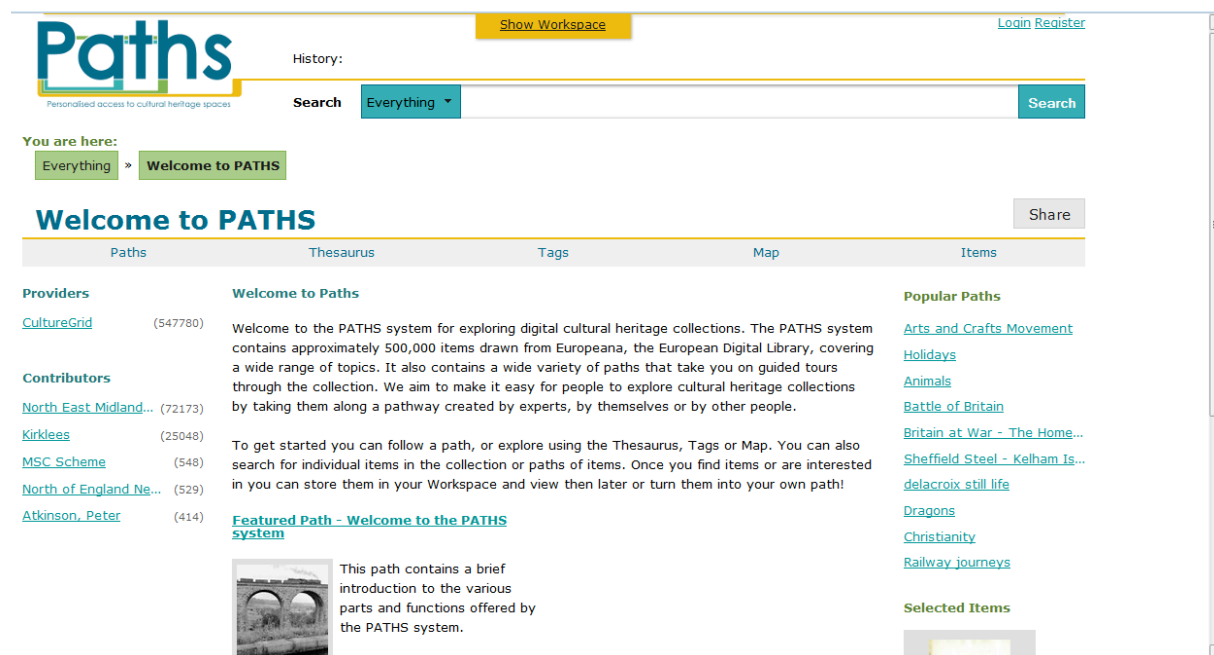 Show Workspace
Login Register
Paths
Personalised access to cultural heritage spaces
History:
Search Everything Search
You are here:
Everything » Welcome to PATHS
Welcome to PATHS
Share
Paths Thesaurus Tags Map Items
Providers
CultureGrid (547780)
Contributors
North East Midland... (72173)
Kirklees (25048)
MSC Scheme (548)
North of England Ne... (529)
Atkinson, Peter (414)
Welcome to Paths
Welcome to the PATHS system for exploring digital cultural heritage collections. The PATHS system
contains approximately 500,000 items drawn from Europeana, the European Digital Library, covering
a wide range of topics. It also contains a wide variety of paths that take you on guided tours
through the collection. We aim to make it easy for people to explore cultural heritage collections
by taking them along a pathway created by experts, by themselves or by other people.
To get started you can follow a path, or explore using the Thesaurus, Tags or Map. You can also
search for individual items in the collection or paths of items. Once you find items or are interested
in you can store them in your Workspace and view then later or turn them into your own path!
Featured Path - Welcome to the PATHS
system
This path contains a brief
introduction to the various
parts and functions offered by
the PATHS system.
Popular Paths
Arts and Crafts Movement
Holidays
Animals
Battle of Britain
Britain at War - The Home...
Sheffield Steel - Kelham Is...
delacroix still life
Dragons
Christianity
Railway journeys
Selected Items